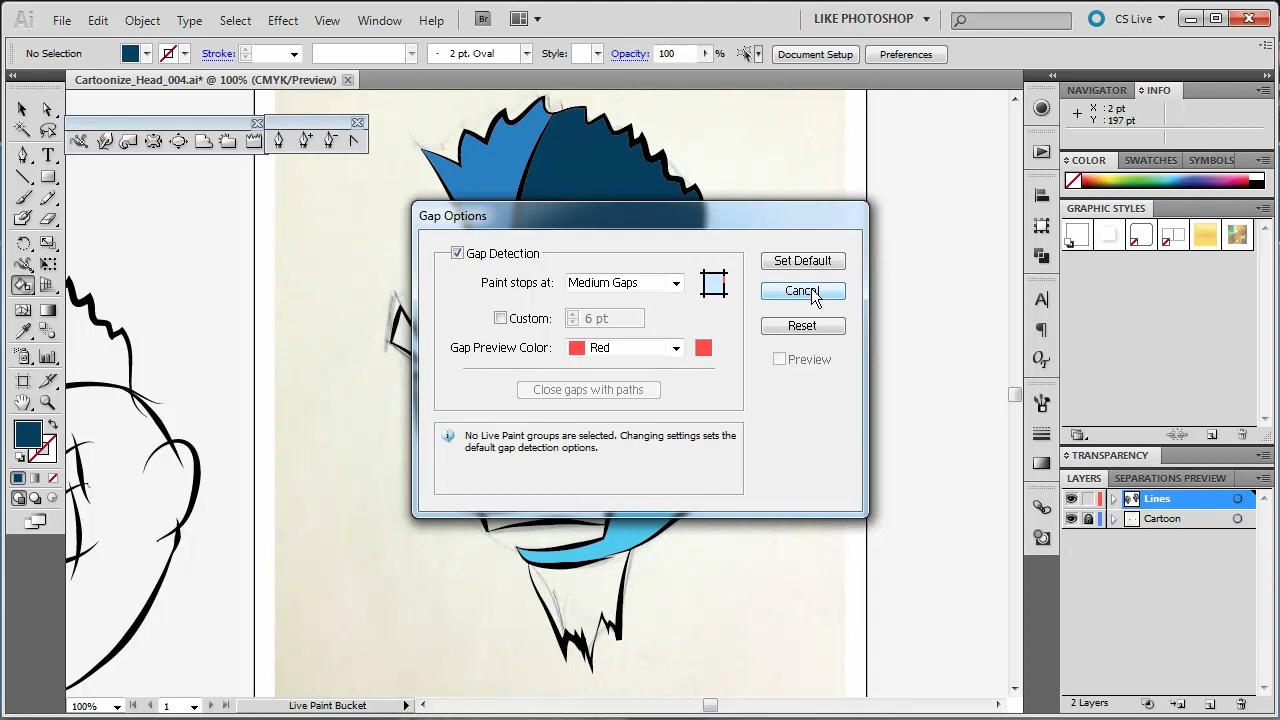 Ai File Edit Object Type Select Effect View Window Help Br LIKE PHOTOSHOP CS Live
No Selection Stroke: 2 pt. Oval Style: Opacity: 100 % Document Setup Preferences
Cartoonize_Head_004.ai* @ 100% (CMYK/Preview)
NAVIGATOR INFO
X : 2 pt
Y : 197 pt
COLOR SWATCHES SYMBOLS
GRAPHIC STYLES
Gap Options
Gap Detection
Set Default
Paint stops at: Medium Gaps
Cancel
Custom: 6 pt
Reset
Gap Preview Color: Red
Preview
Close gaps with paths
No Live Paint groups are selected. Changing settings sets the
default gap detection options.
TRANSPARENCY
LAYERS SEPARATIONS PREVIEW
Lines
Cartoon
2 Layers
100% 1 Live Paint Bucket